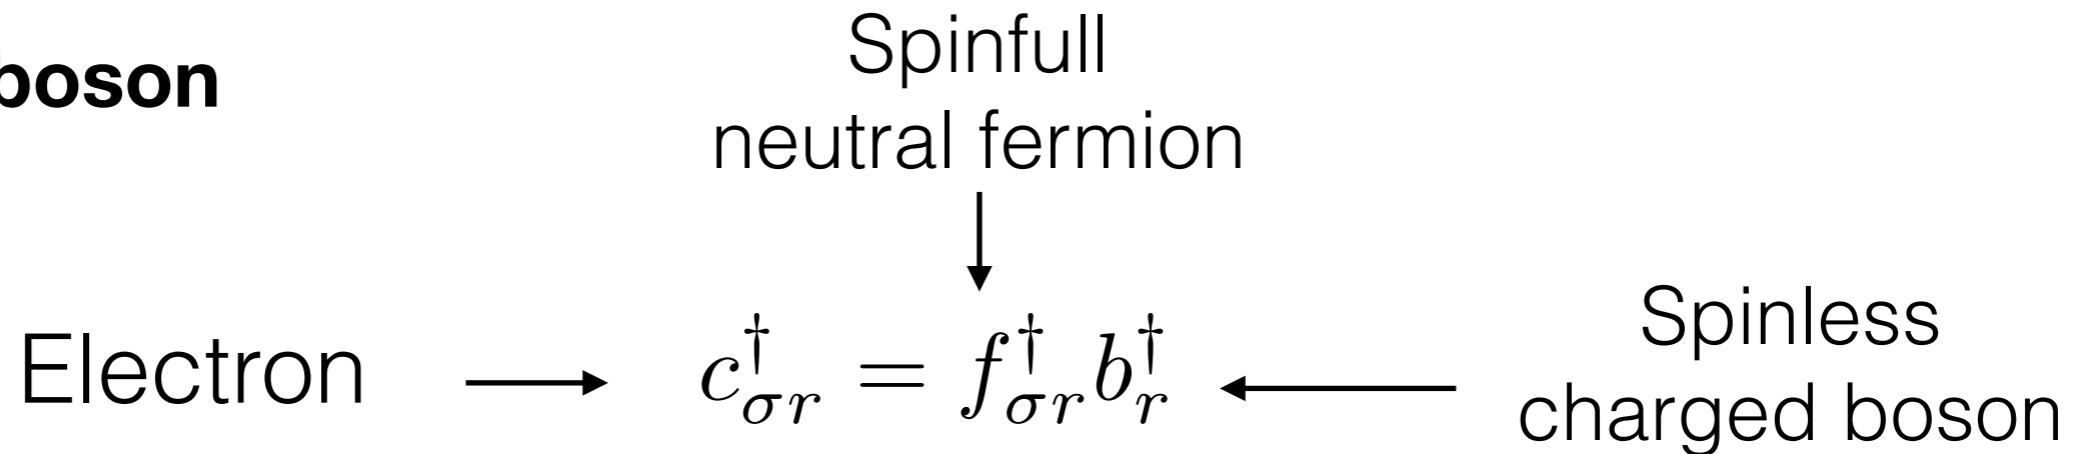 boson
Spinfull
neutral fermion
Electron
c†σr = f†σr b†r
Spinless
charged boson